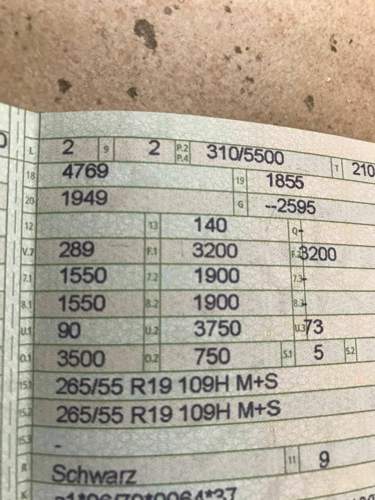 L 2 9 2 P.2 P.4 310/5500 T 210
18 4769 19 1855
20 1949 G --2595
12 13 140 Q -
V.7 289 F.1 3200 F.2 3200
7.1 1550 7.2 1900 7.3 -
8.1 1550 8.2 1900 8.3 -
U.1 90 U.2 3750 U.3 73
O.1 3500 O.2 750 S.1 5 S.2
15.1 265/55 R19 109H M+S
15.2 265/55 R19 109H M+S
15.3 -
R Schwarz 11 9
K